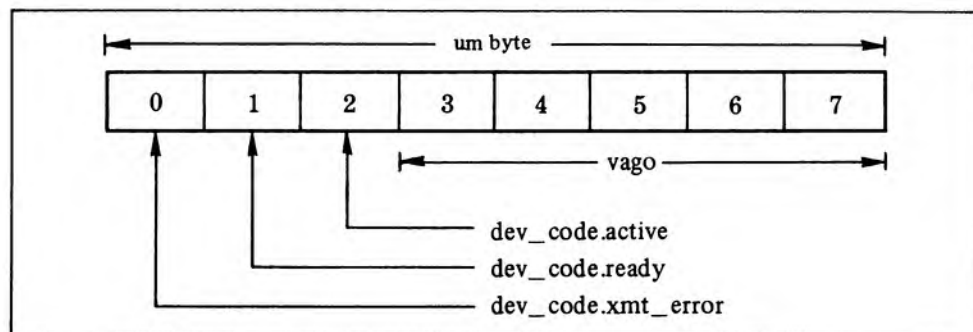 um byte
0 1 2 3 4 5 6 7
vago
dev_code.active
dev_code.ready
dev_code.xmt_error